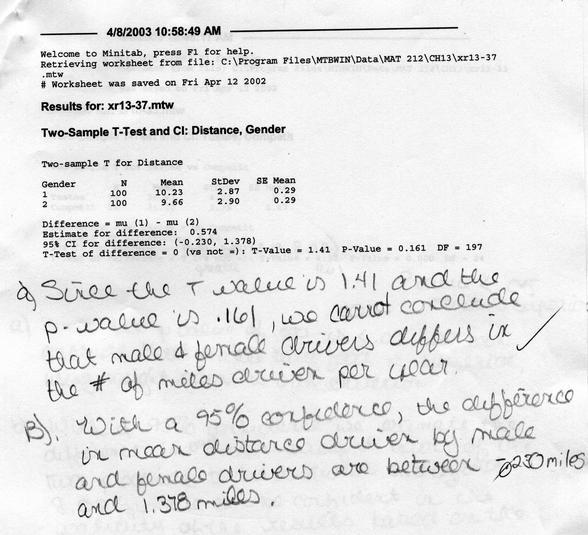 4/8/2003 10:58:49 AM
Welcome to Minitab, press F1 for help.
Retrieving worksheet from file: C:\Program Files\MTBWIN\Data\MAT 212\CH13\xr13-37
.mtw
# Worksheet was saved on Fri Apr 12 2002
Results for: xr13-37.mtw
Two-Sample T-Test and CI: Distance, Gender
Two-sample T for Distance
Gender N Mean StDev SE Mean
1 100 10.23 2.87 0.29
2 100 9.66 2.90 0.29
Difference = mu (1) - mu (2)
Estimate for difference: 0.574
95% CI for difference: (-0.230, 1.378)
T-Test of difference = 0 (vs not =): T-Value = 1.41 P-Value = 0.161 DF = 197
a) Since the T value is 1.41 and the
p-value is .161, we cannot conclude
that male & female drivers differs in
the # of miles driven per year.
B). With a 95% confidence, the difference
in mean distance driven by male
and female drivers are between -0.230 miles
and 1.378 miles.